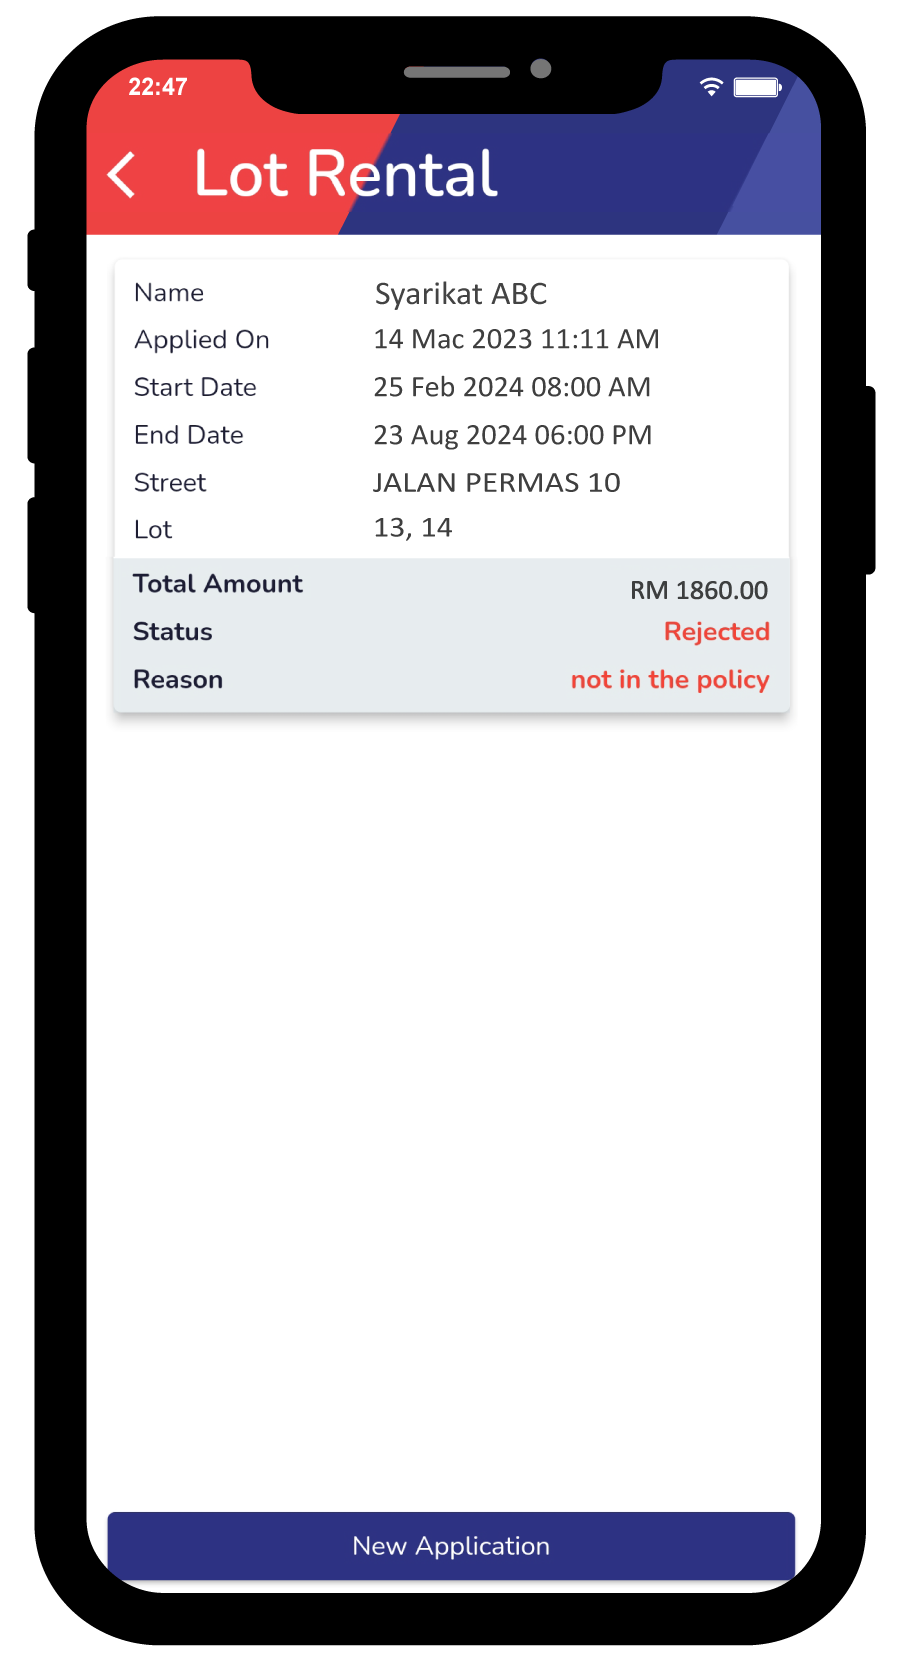 22:47
Lot Rental
Name Syarikat ABC
Applied On 14 Mac 2023 11:11 AM
Start Date 25 Feb 2024 08:00 AM
End Date 23 Aug 2024 06:00 PM
Street JALAN PERMAS 10
Lot 13, 14
Total Amount RM 1860.00
Status Rejected
Reason not in the policy
New Application